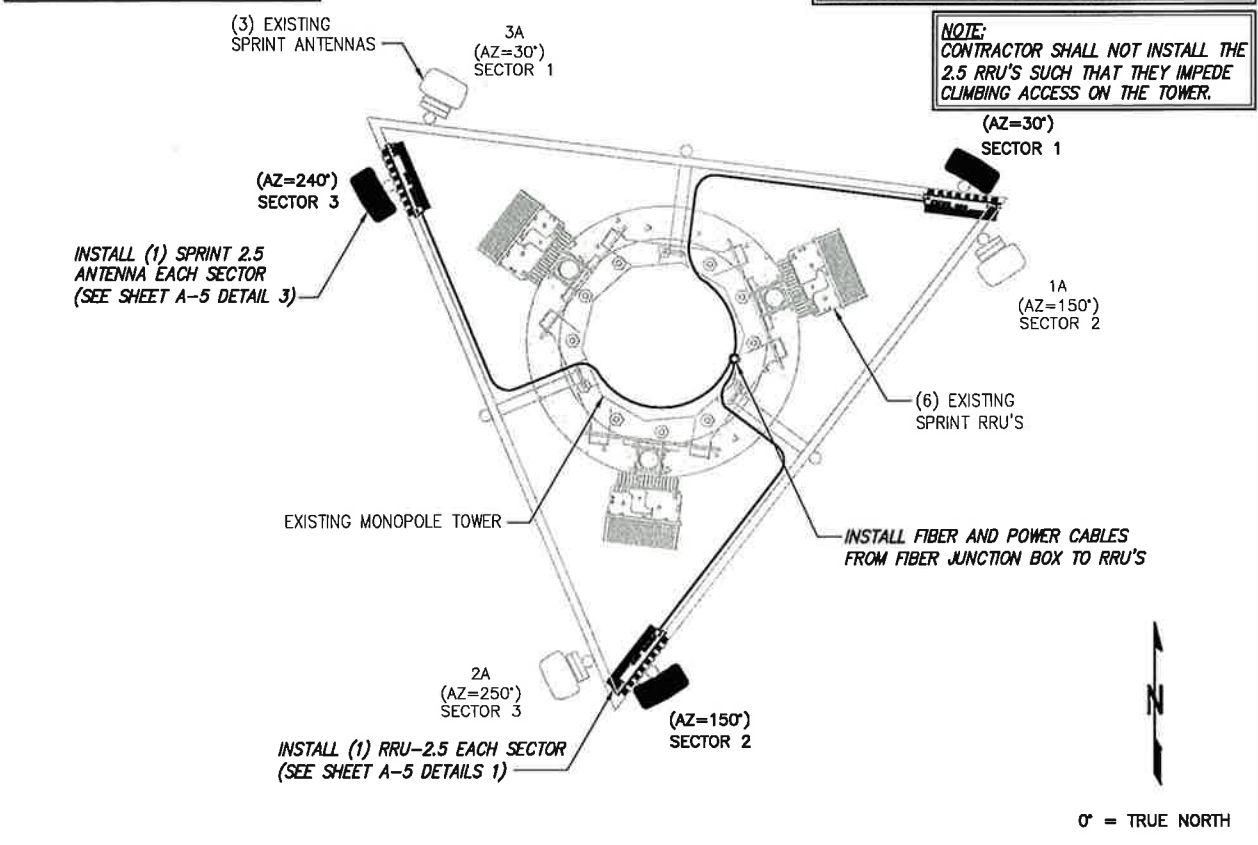 (3) EXISTING
SPRINT ANTENNAS
3A
(AZ=30°)
SECTOR 1
NOTE:
CONTRACTOR SHALL NOT INSTALL THE
2.5 RRU'S SUCH THAT THEY IMPEDE
CLIMBING ACCESS ON THE TOWER.
(AZ=30°)
SECTOR 1
(AZ=240°)
SECTOR 3
INSTALL (1) SPRINT 2.5
ANTENNA EACH SECTOR
(SEE SHEET A-5 DETAIL 3)
1A
(AZ=150°)
SECTOR 2
(6) EXISTING
SPRINT RRU'S
EXISTING MONOPOLE TOWER
INSTALL FIBER AND POWER CABLES
FROM FIBER JUNCTION BOX TO RRU'S
2A
(AZ=250°)
SECTOR 3
(AZ=150°)
SECTOR 2
INSTALL (1) RRU-2.5 EACH SECTOR
(SEE SHEET A-5 DETAILS 1)
N
0° = TRUE NORTH